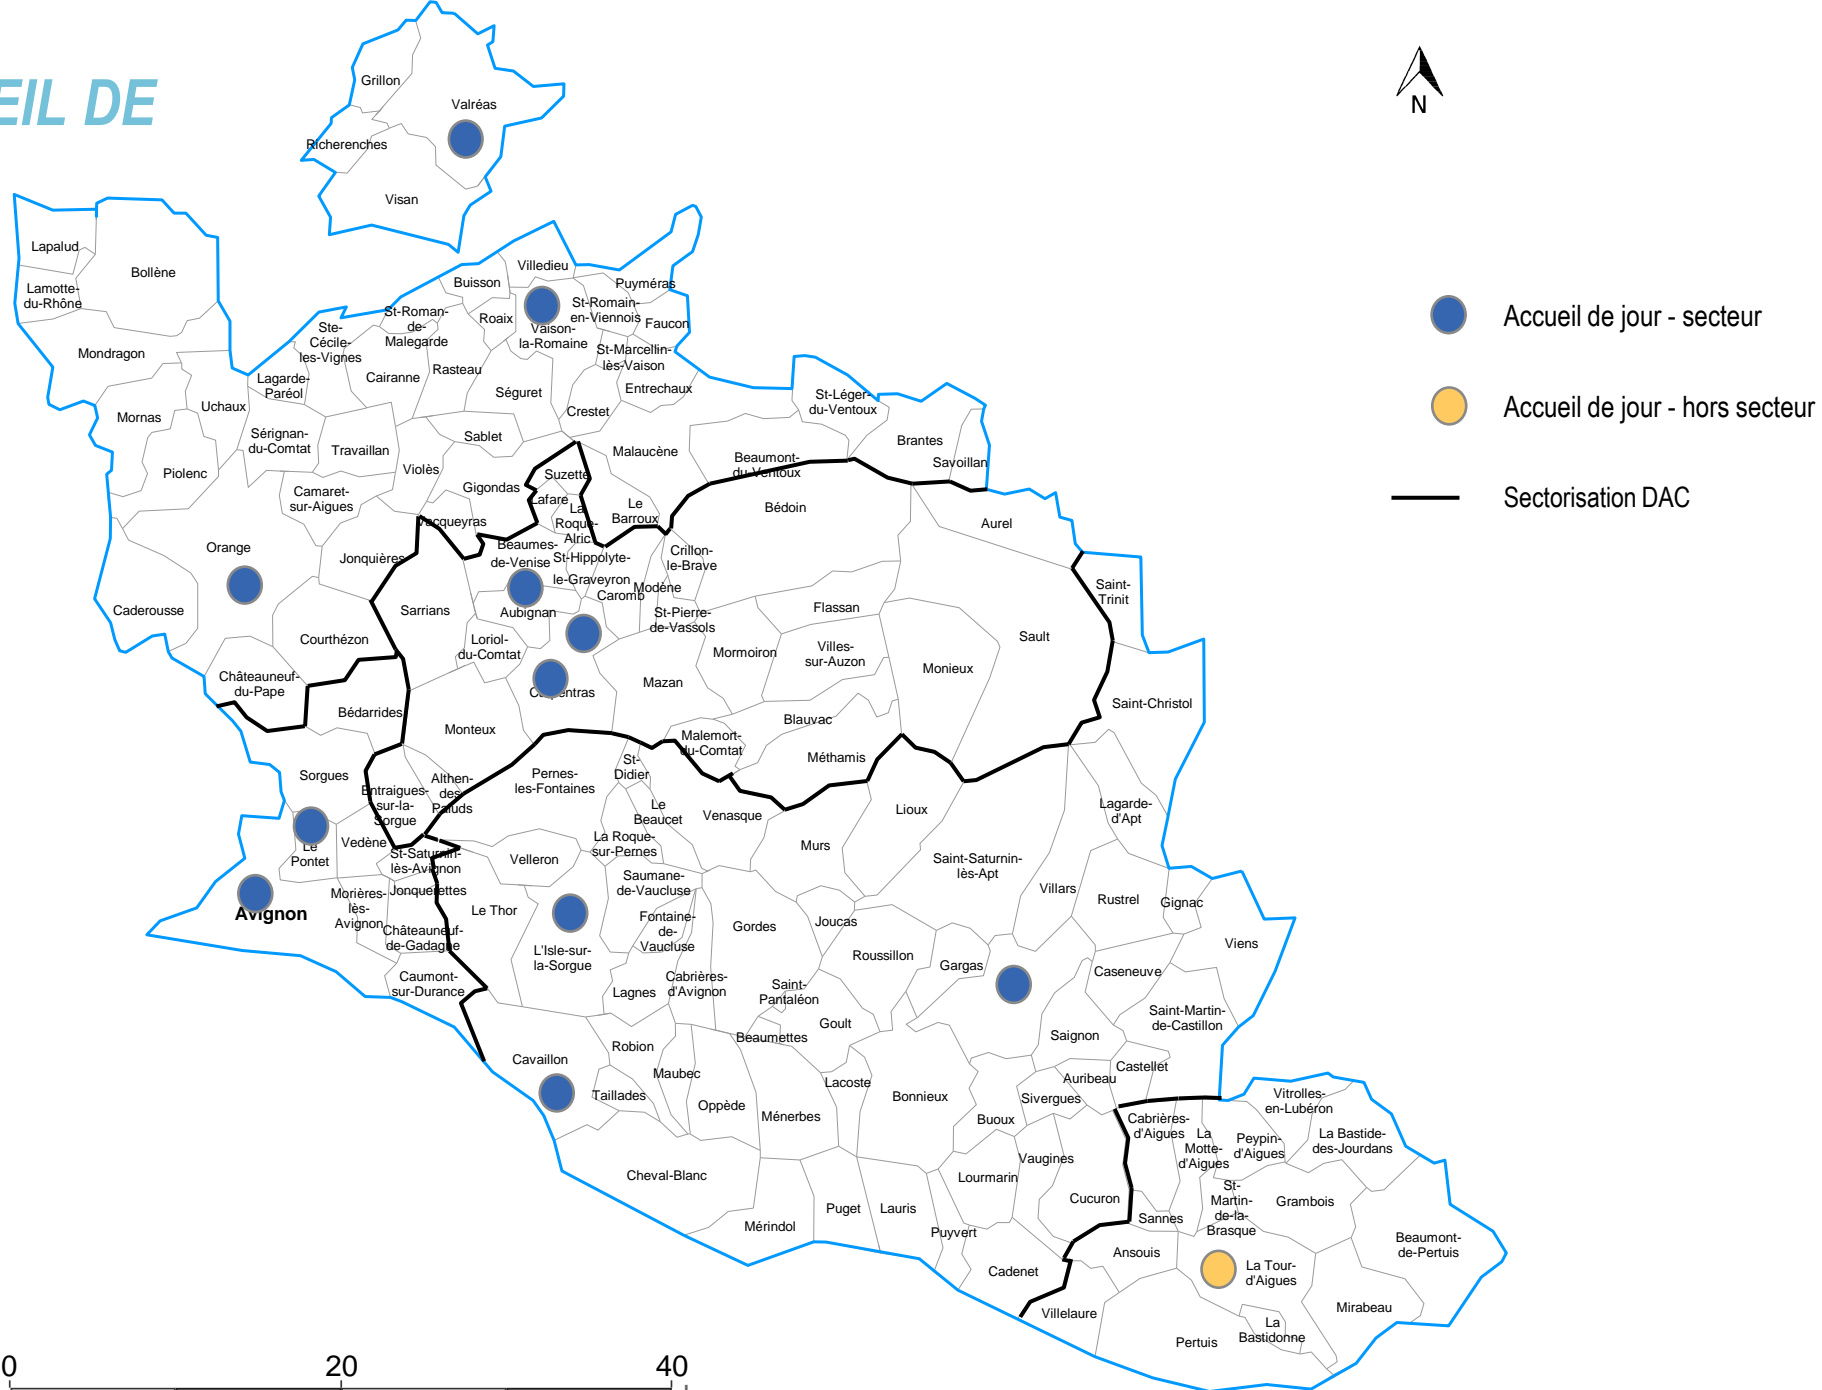 EIL DE
N
Accueil de jour - secteur
Accueil de jour - hors secteur
Sectorisation DAC
Grillon
Valréas
Richerenches
Visan
Lapalud
Bollène
Lamotte-
du-Rhône
Mondragon
Mornas
Uchaux
Piolenc
Lagarde-
Paréol
Ste-
Cécile-
les-Vignes
St-Roman-
de-
Malegarde
Cairanne
Rasteau
Buisson
Villedieu
Roaix
Vaison-
la-Romaine
Puyméras
St-Romain-
en-Viennois
Faucon
St-Marcellin-
lès-Vaison
Entrechaux
Séguret
Crestet
Sablet
Sérignan-
du-Comtat
Travaillan
Violès
Camaret-
sur-Aigues
Gigondas
Vacqueyras
Suzette
Lafare
La
Roque-
Alric
Malaucène
Le
Barroux
Beaumont-
du-Ventoux
St-Léger-
du-Ventoux
Brantes
Savoillan
Bédoin
Aurel
Orange
Jonquières
Caderousse
Courthézon
Châteauneuf-
du-Pape
Bédarrides
Sarrians
Beaumes-
de-Venise
St-Hippolyte-
le-Graveyron
Caromb
Modène
Crillon-
le-Brave
St-Pierre-
de-Vassols
Aubignan
Loriol-
du-Comtat
Carpentras
Mazan
Mormoiron
Flassan
Villes-
sur-Auzon
Monieux
Sault
Saint-
Trinit
Saint-Christol
Monteux
Blauvac
Malemort-
du-Comtat
Méthamis
Sorgues
Entraigues-
sur-la-
Sorgue
Althen-
des
Paluds
Pernes-
les-Fontaines
St-
Didier
Le
Beaucet
Venasque
La Roque-
sur-Pernes
Murs
Lioux
Saint-Saturnin-
lès-Apt
Lagarde-
d'Apt
Villars
Rustrel
Gignac
Viens
Le
Pontet
Vedène
St-Saturnin-
lès-Avignon
Jonquerettes
Morières-
lès-
Avignon
Avignon
Châteauneuf-
de-Gadagne
Caumont-
sur-Durance
Velleron
Le Thor
L'Isle-sur-
la-Sorgue
Saumane-
de-Vaucluse
Fontaine-
de-
Vaucluse
Lagnes
Cabrières-
d'Avignon
Gordes
Joucas
Roussillon
Saint-
Pantaléon
Goult
Beaumettes
Gargas
Caseneuve
Saint-Martin-
de-Castillon
Saignon
Castellet
Auribeau
Sivergues
Buoux
Bonnieux
Lacoste
Ménerbes
Oppède
Maubec
Robion
Taillades
Cavaillon
Cheval-Blanc
Mérindol
Puget
Lauris
Puyvert
Lourmarin
Vaugines
Cucuron
Cadenet
Cabrières-
d'Aigues
La
Motte-
d'Aigues
Peypin-
d'Aigues
Vitrolles-
en-Lubéron
La Bastide-
des-Jourdans
St-
Martin-
de-la-
Brasque
Grambois
Sannes
Ansouis
La Tour-
d'Aigues
Beaumont-
de-Pertuis
Mirabeau
La
Bastidonne
Pertuis
Villelaure
0
20
40